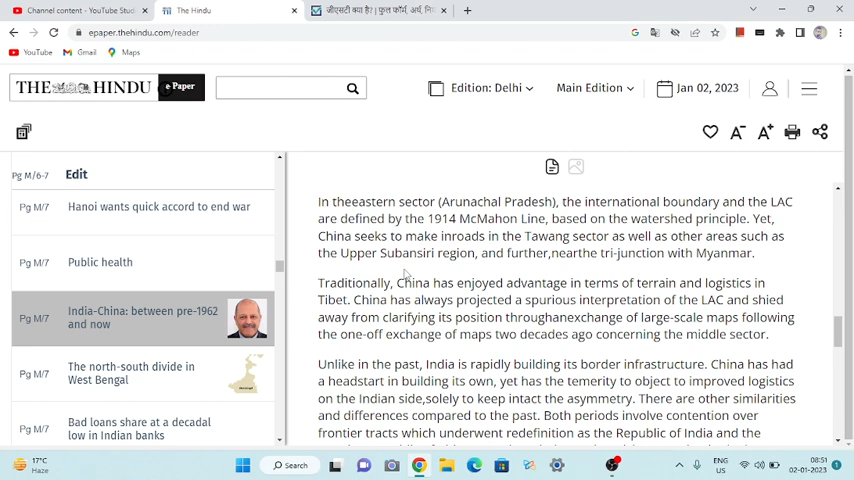 Channel content - YouTube Stud
The Hindu
जीएसटी क्या है? | फुल फॉर्म, अर्थ, निय
epaper.thehindu.com/reader
YouTube
Gmail
Maps
THE HINDU
e Paper
Edition: Delhi
Main Edition
Jan 02, 2023
A-
A+
Pg M/6-7
Edit
Pg M/7
Hanoi wants quick accord to end war
Pg M/7
Public health
Pg M/7
India-China: between pre-1962
and now
Pg M/7
The north-south divide in
West Bengal
Pg M/7
Bad loans share at a decadal
low in Indian banks
In theeastern sector (Arunachal Pradesh), the international boundary and the LAC
are defined by the 1914 McMahon Line, based on the watershed principle. Yet,
China seeks to make inroads in the Tawang sector as well as other areas such as
the Upper Subansiri region, and further,nearthe tri-junction with Myanmar.
Traditionally, China has enjoyed advantage in terms of terrain and logistics in
Tibet. China has always projected a spurious interpretation of the LAC and shied
away from clarifying its position throughanexchange of large-scale maps following
the one-off exchange of maps two decades ago concerning the middle sector.
Unlike in the past, India is rapidly building its border infrastructure. China has had
a headstart in building its own, yet has the temerity to object to improved logistics
on the Indian side,solely to keep intact the asymmetry. There are other similarities
and differences compared to the past. Both periods involve contention over
frontier tracts which underwent redefinition as the Republic of India and the
17°C
Haze
Search
ENG
US
08:51
02-01-2023